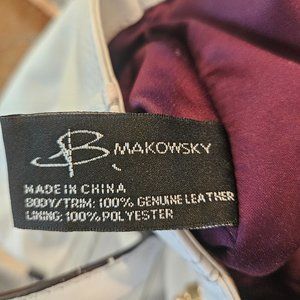 B. MAKOWSKY
MADE IN CHINA
BODY/TRIM: 100% GENUINE LEATHER
LINING: 100% POLYESTER